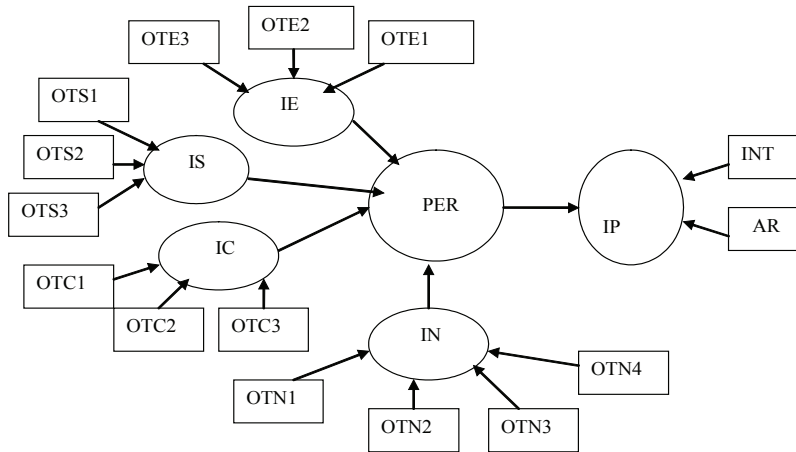 OTE2
OTE3
OTE1
OTS1
IE
OTS2
IS
INT
OTS3
PER
IP
AR
IC
OTC1
OTC2
OTC3
IN
OTN4
OTN1
OTN2
OTN3